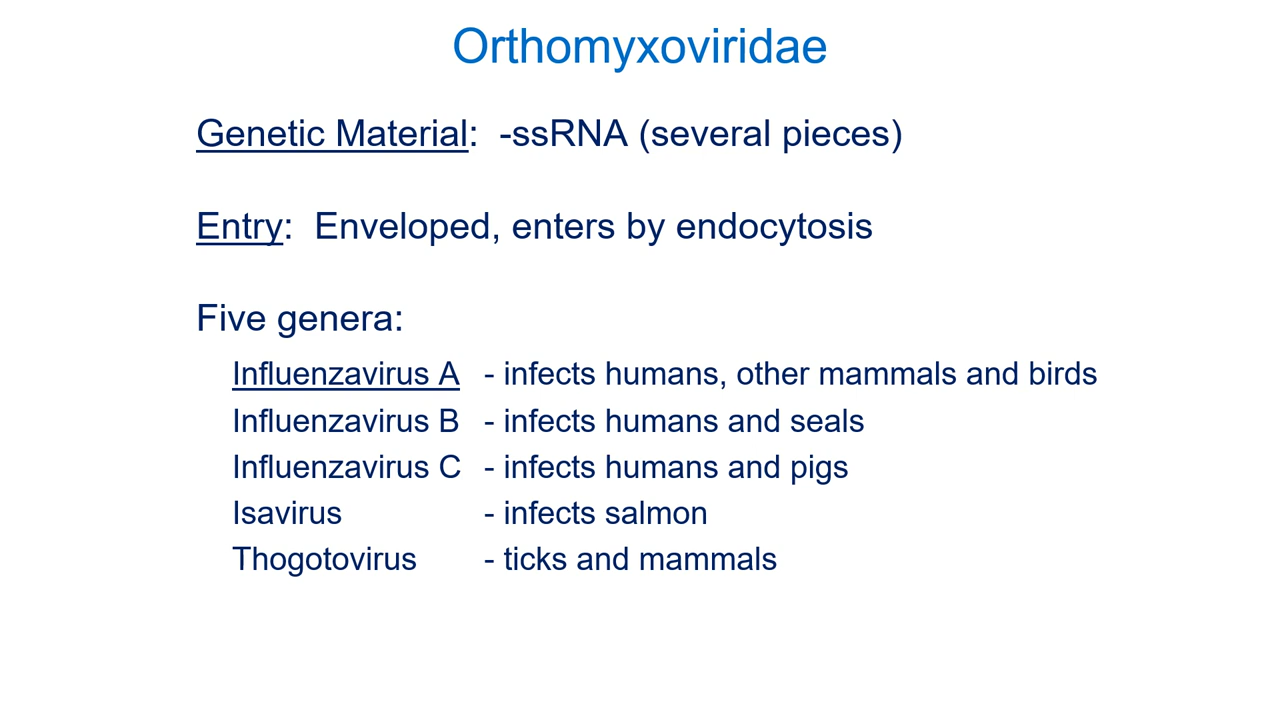 Orthomyxoviridae
Genetic Material: -ssRNA (several pieces)
Entry: Enveloped, enters by endocytosis
Five genera:
Influenzavirus A - infects humans, other mammals and birds
Influenzavirus B - infects humans and seals
Influenzavirus C - infects humans and pigs
Isavirus - infects salmon
Thogotovirus - ticks and mammals